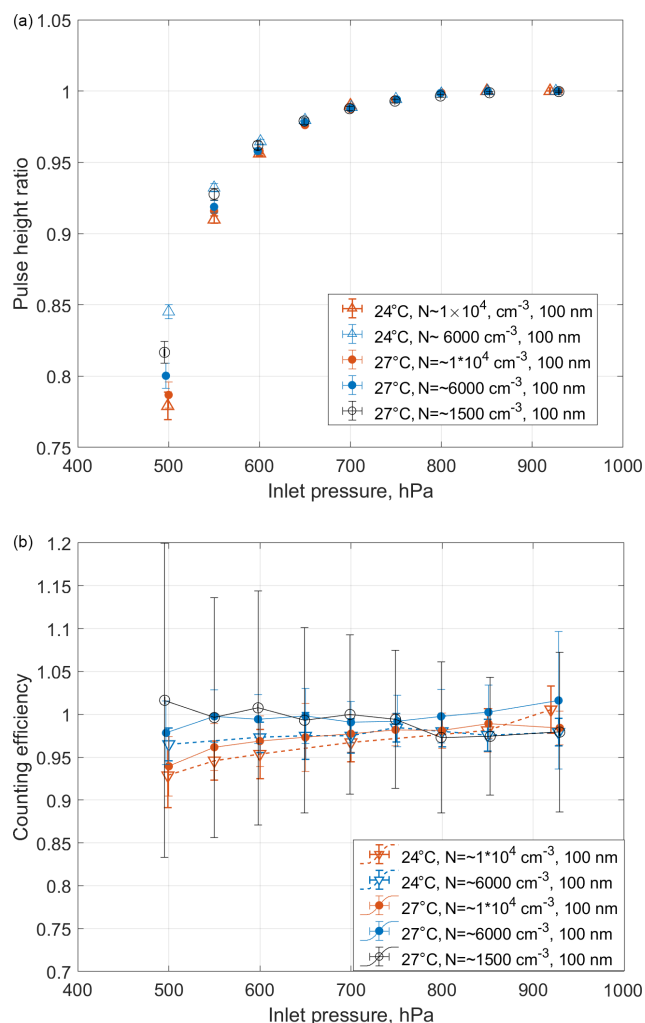 (a)
1.05
1
0.95
0.9
0.85
0.8
0.75
Pulse height ratio
24°C, N~1×10⁴, cm⁻³, 100 nm
24°C, N~ 6000 cm⁻³, 100 nm
27°C, N=~1*10⁴ cm⁻³, 100 nm
27°C, N=~6000 cm⁻³, 100 nm
27°C, N=~1500 cm⁻³, 100 nm
400 500 600 700 800 900 1000
Inlet pressure, hPa
(b)
1.2
1.15
1.1
1.05
1
0.95
0.9
0.85
0.8
0.75
0.7
Counting efficiency
24°C, N=~1*10⁴ cm⁻³, 100 nm
24°C, N=~6000 cm⁻³, 100 nm
27°C, N=~1*10⁴ cm⁻³, 100 nm
27°C, N=~6000 cm⁻³, 100 nm
27°C, N=~1500 cm⁻³, 100 nm
400 500 600 700 800 900 1000
Inlet pressure, hPa